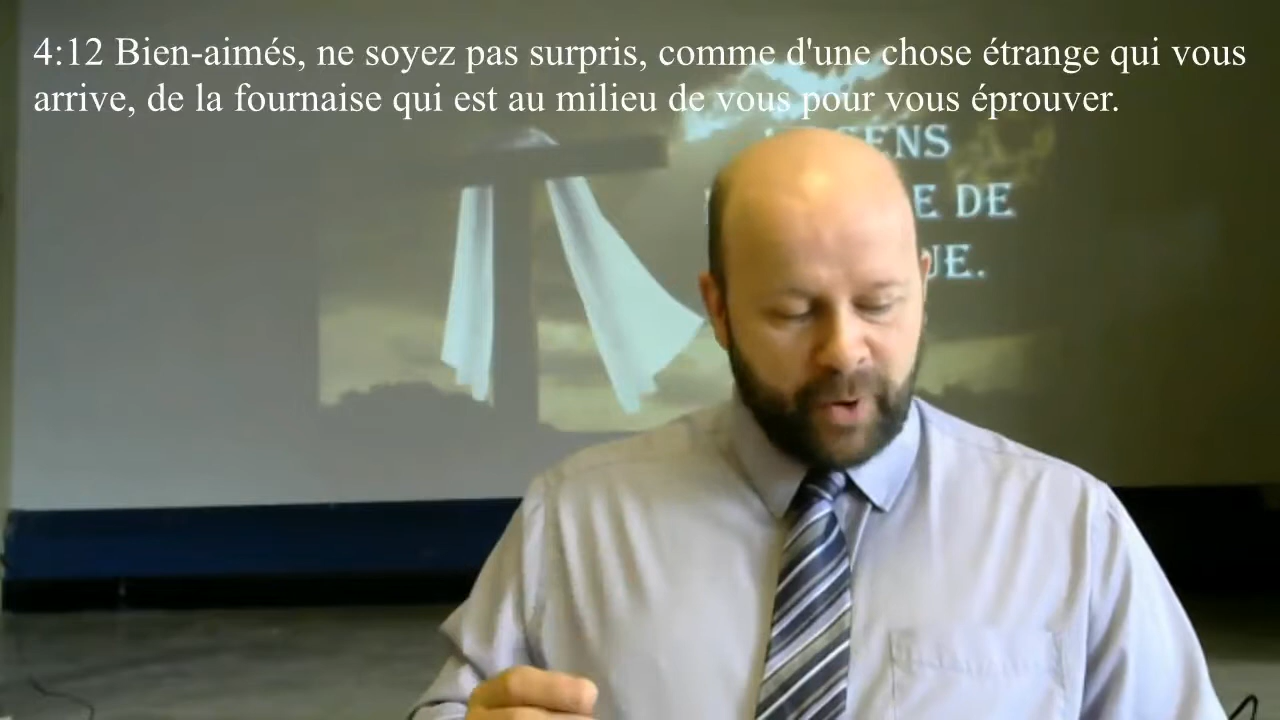 4:12 Bien-aimés, ne soyez pas surpris, comme d'une chose étrange qui vous
arrive, de la fournaise qui est au milieu de vous pour vous éprouver.
DE